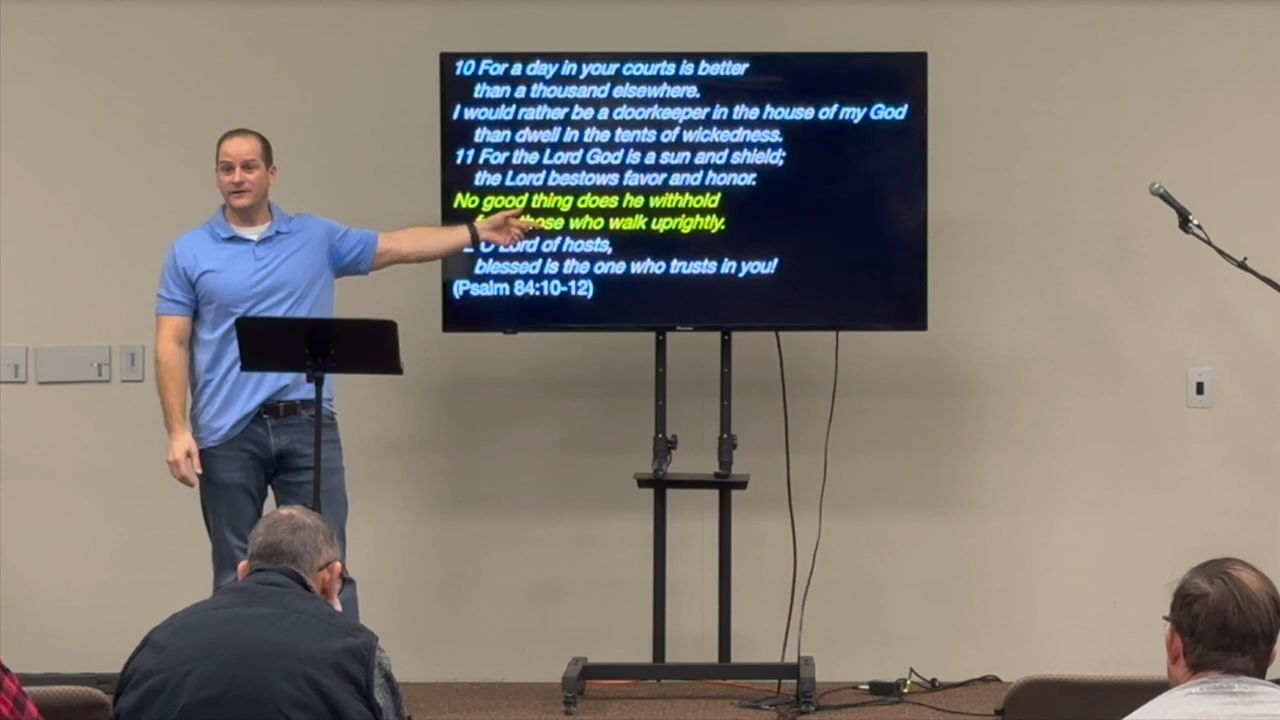 10 For a day in your courts is better
than a thousand elsewhere.
I would rather be a doorkeeper in the house of my God
than dwell in the tents of wickedness.
11 For the Lord God is a sun and shield;
the Lord bestows favor and honor.
No good thing does he withhold
those who walk uprightly.
O Lord of hosts,
blessed is the one who trusts in you!
(Psalm 84:10-12)